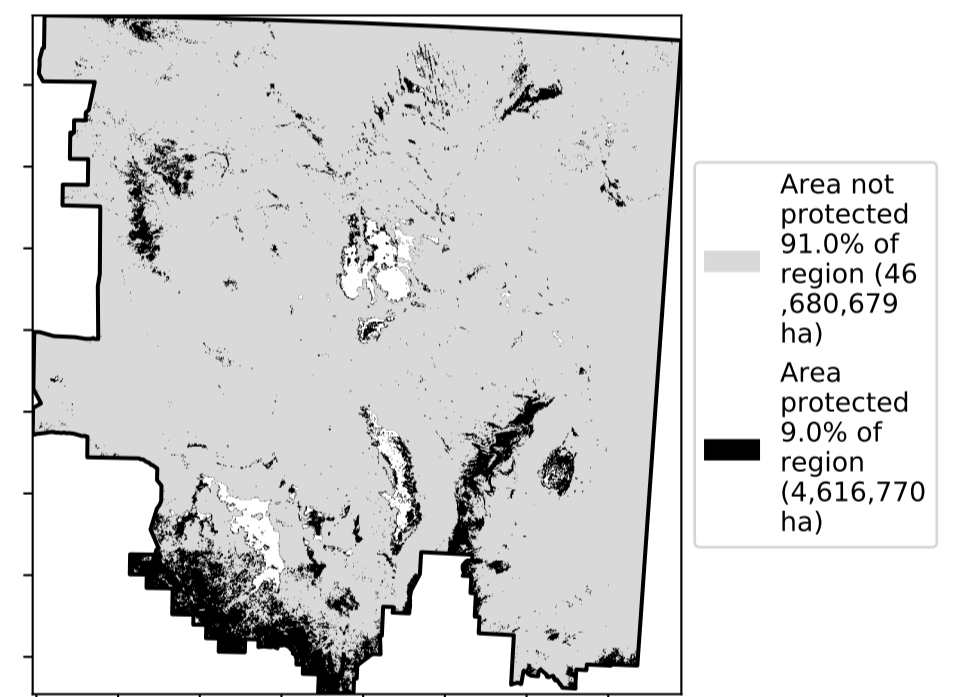 Area not
protected
91.0% of
region (46
,680,679
ha)
Area
protected
9.0% of
region
(4,616,770
ha)